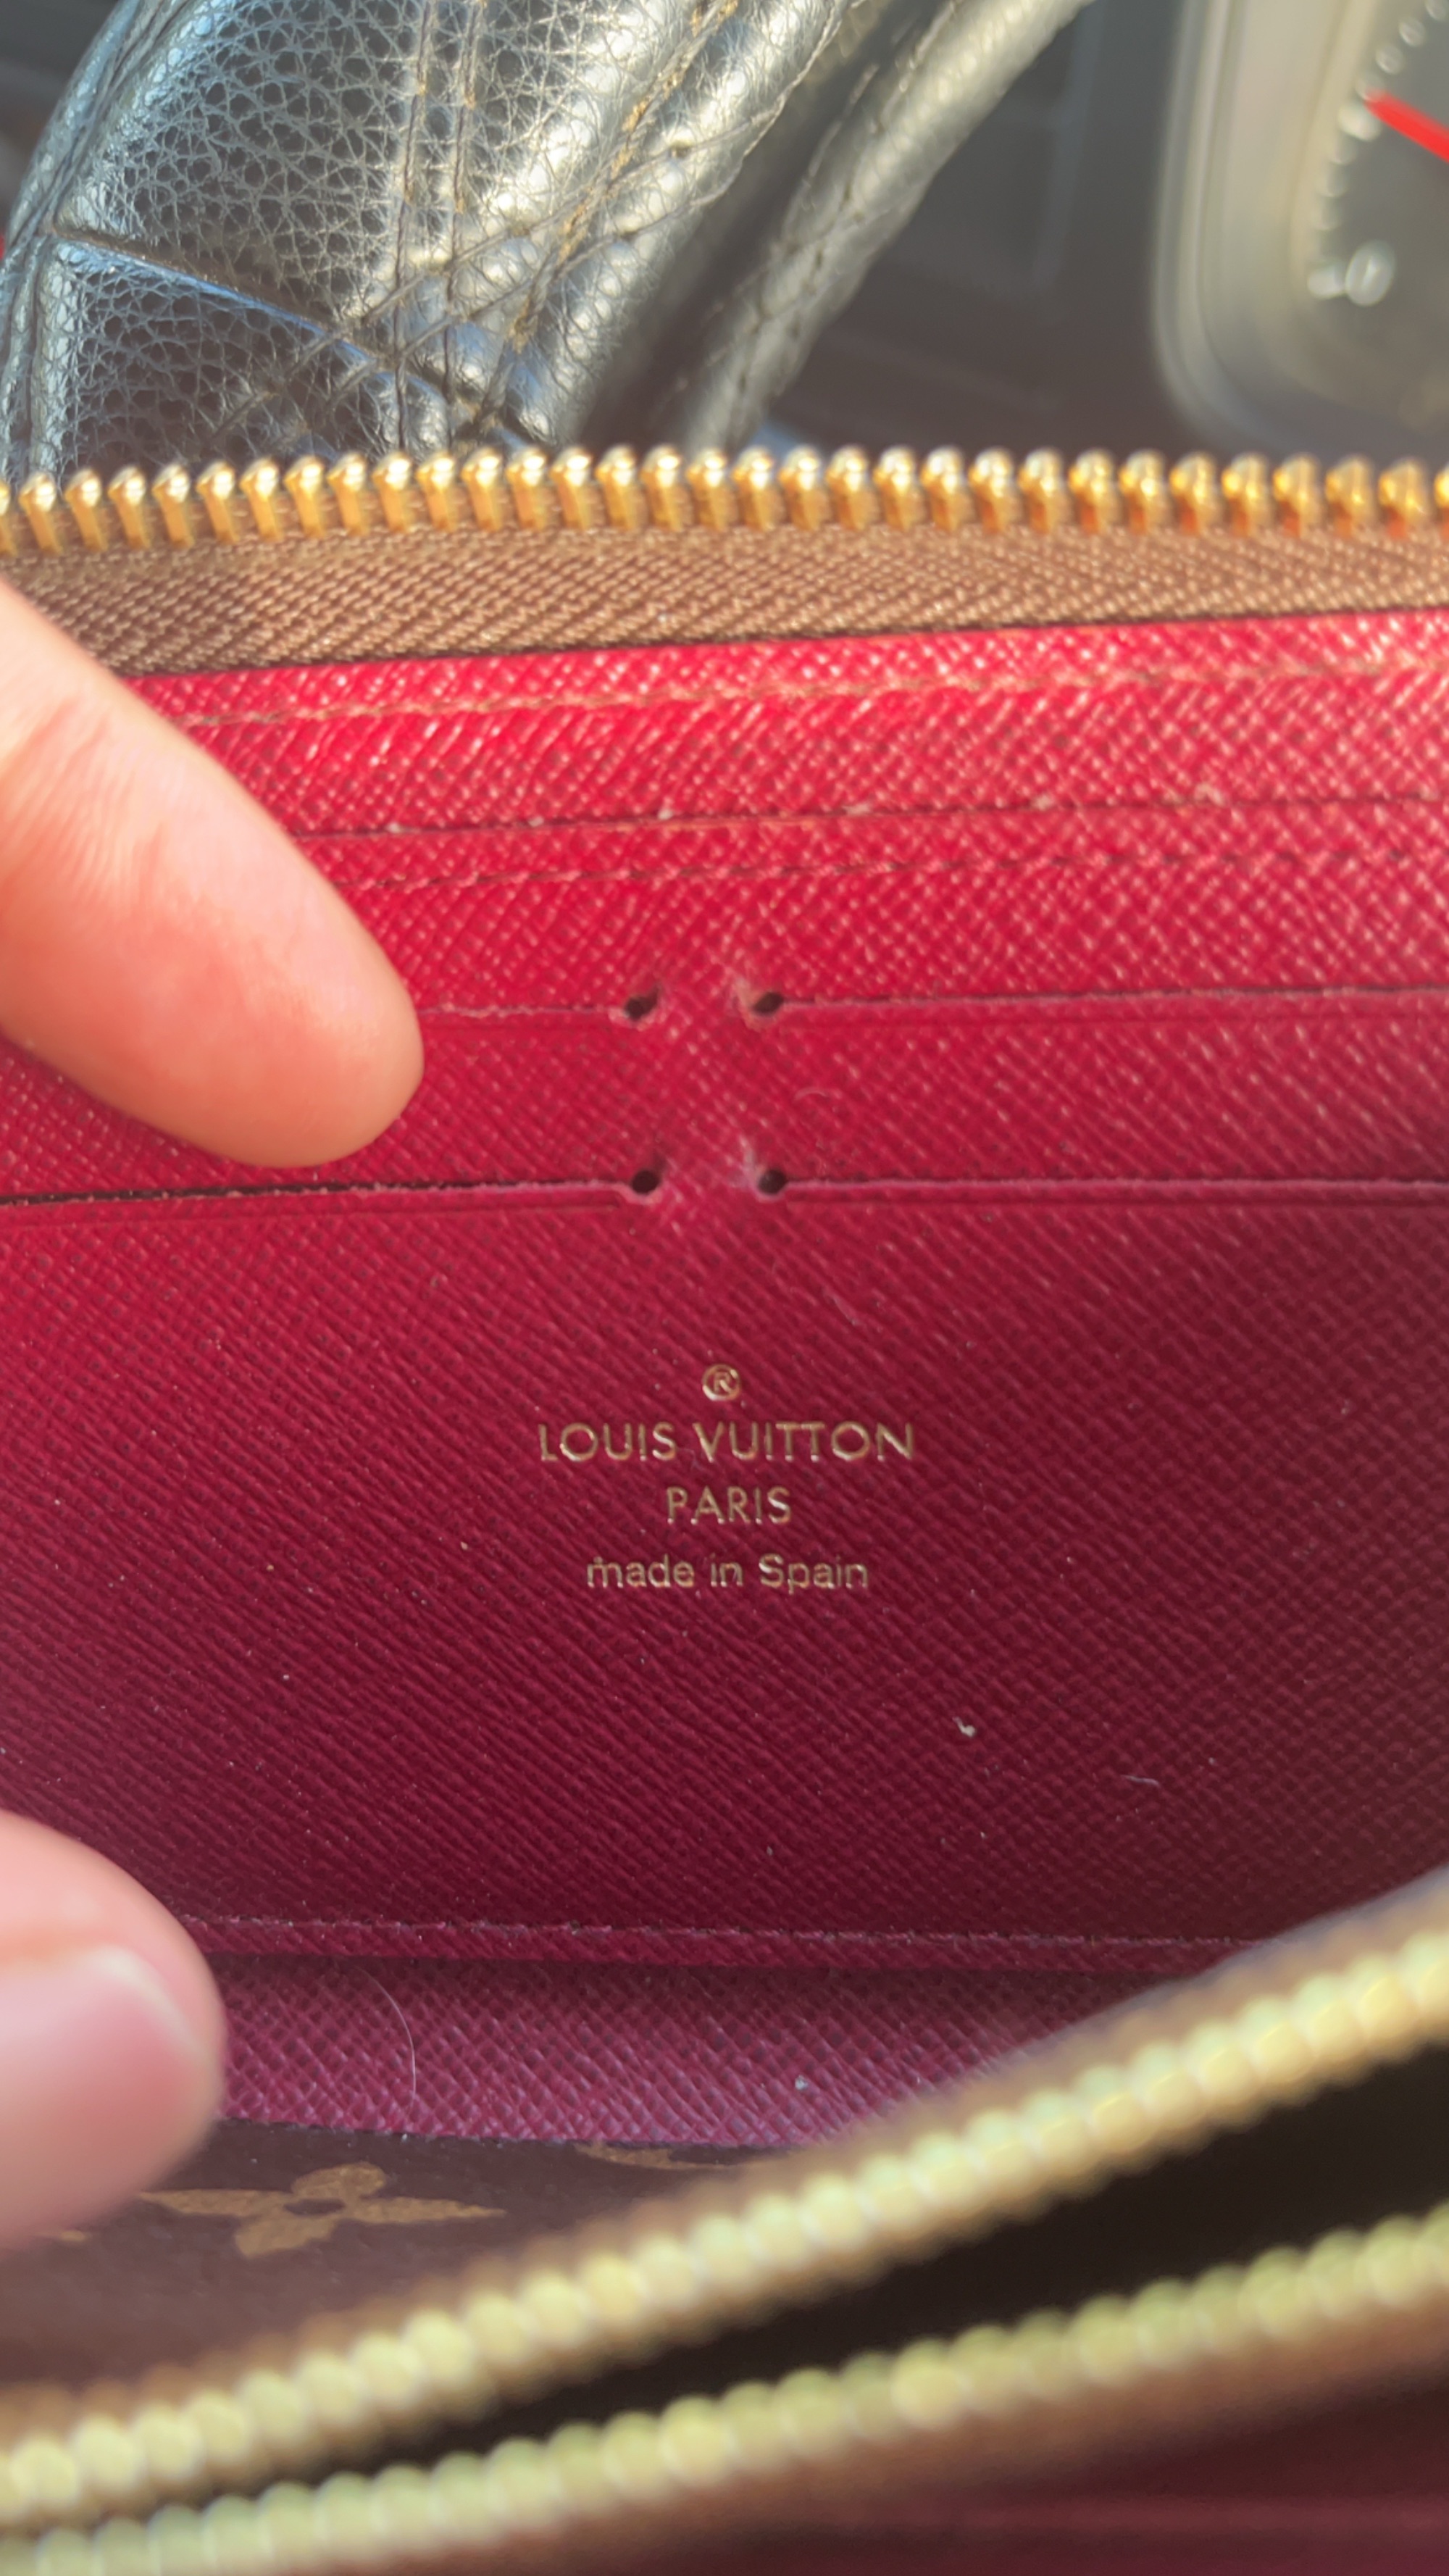 ®
LOUIS VUITTON
PARIS
made in Spain